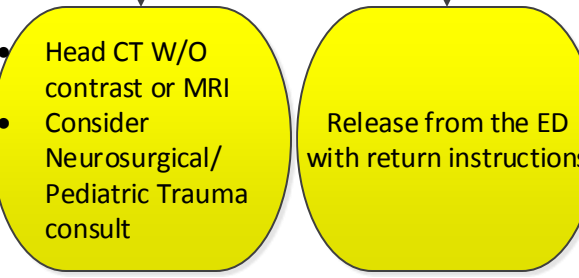 • Head CT W/O
contrast or MRI
• Consider
Neurosurgical/
Pediatric Trauma
consult
Release from the ED
with return instructions